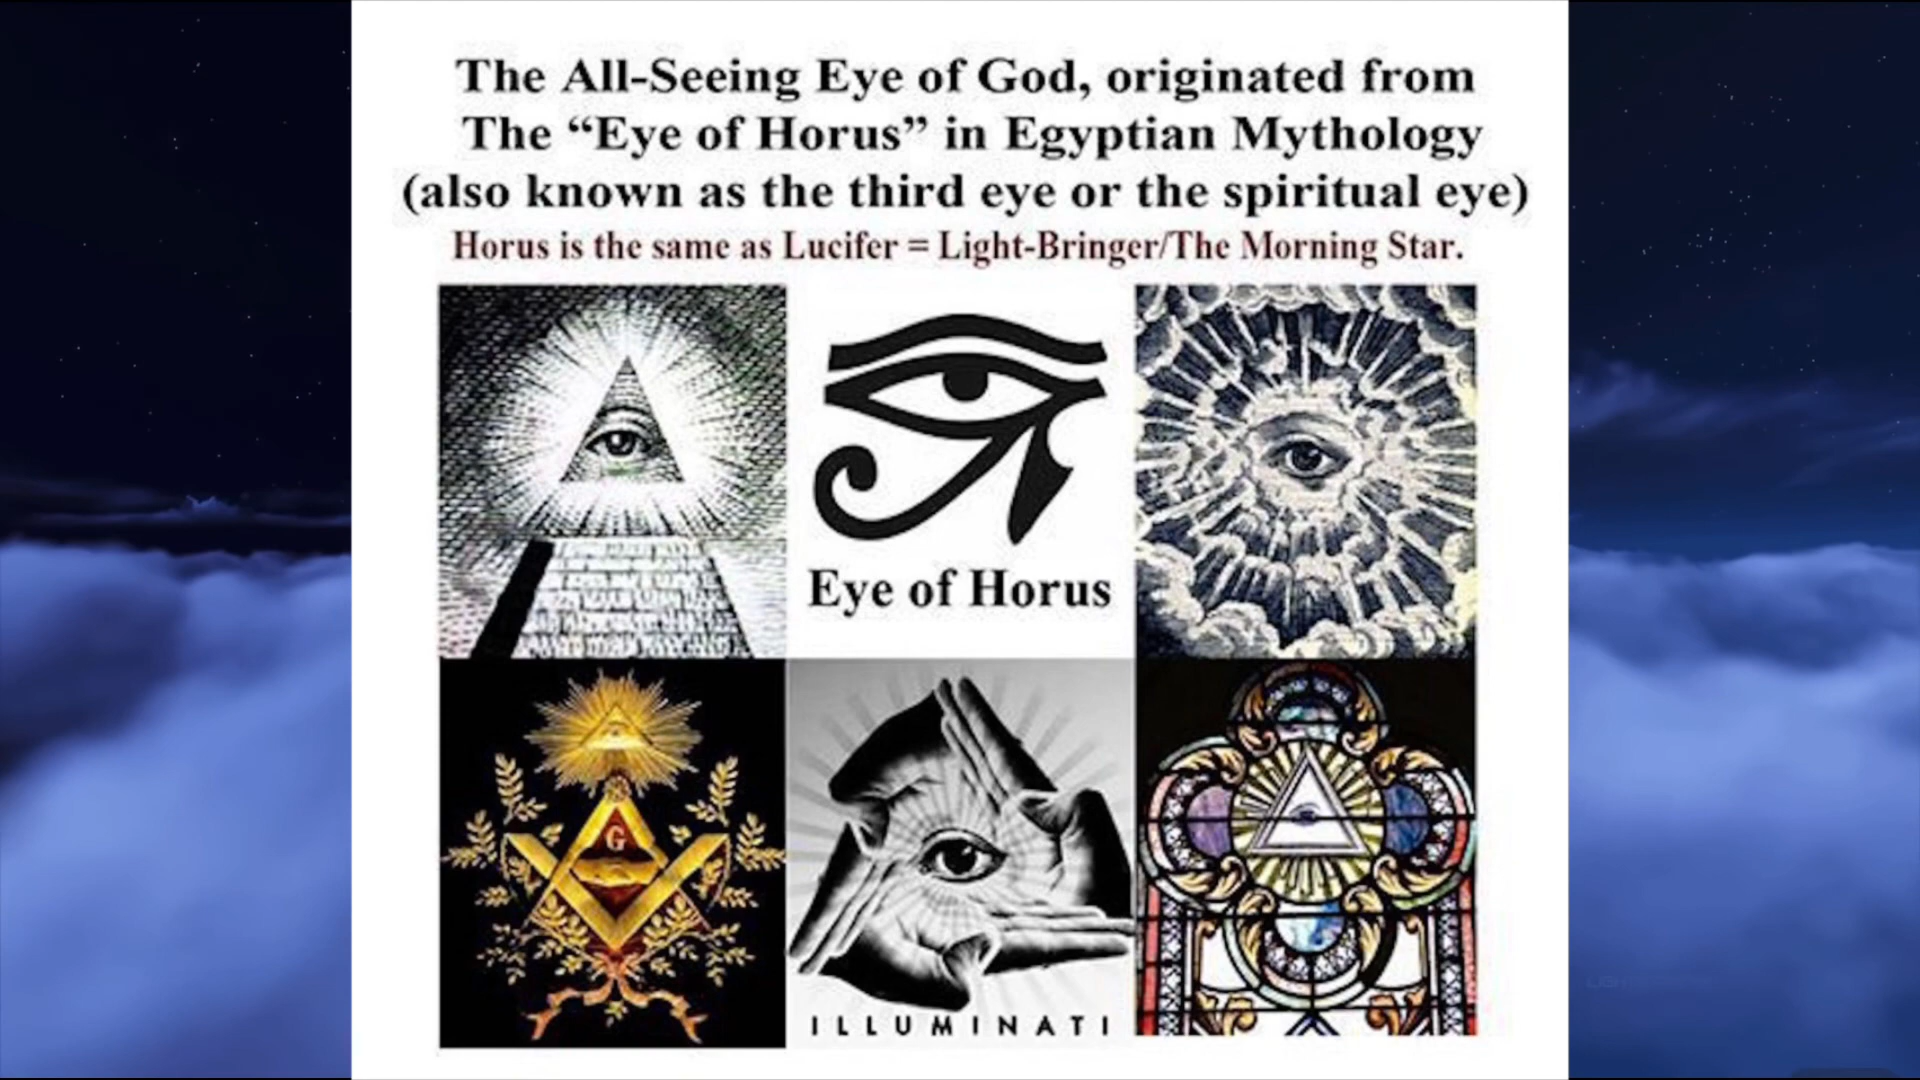 The All-Seeing Eye of God, originated from
The “Eye of Horus” in Egyptian Mythology
(also known as the third eye or the spiritual eye)
Horus is the same as Lucifer = Light-Bringer/The Morning Star.
Eye of Horus
G
ILLUMINATI